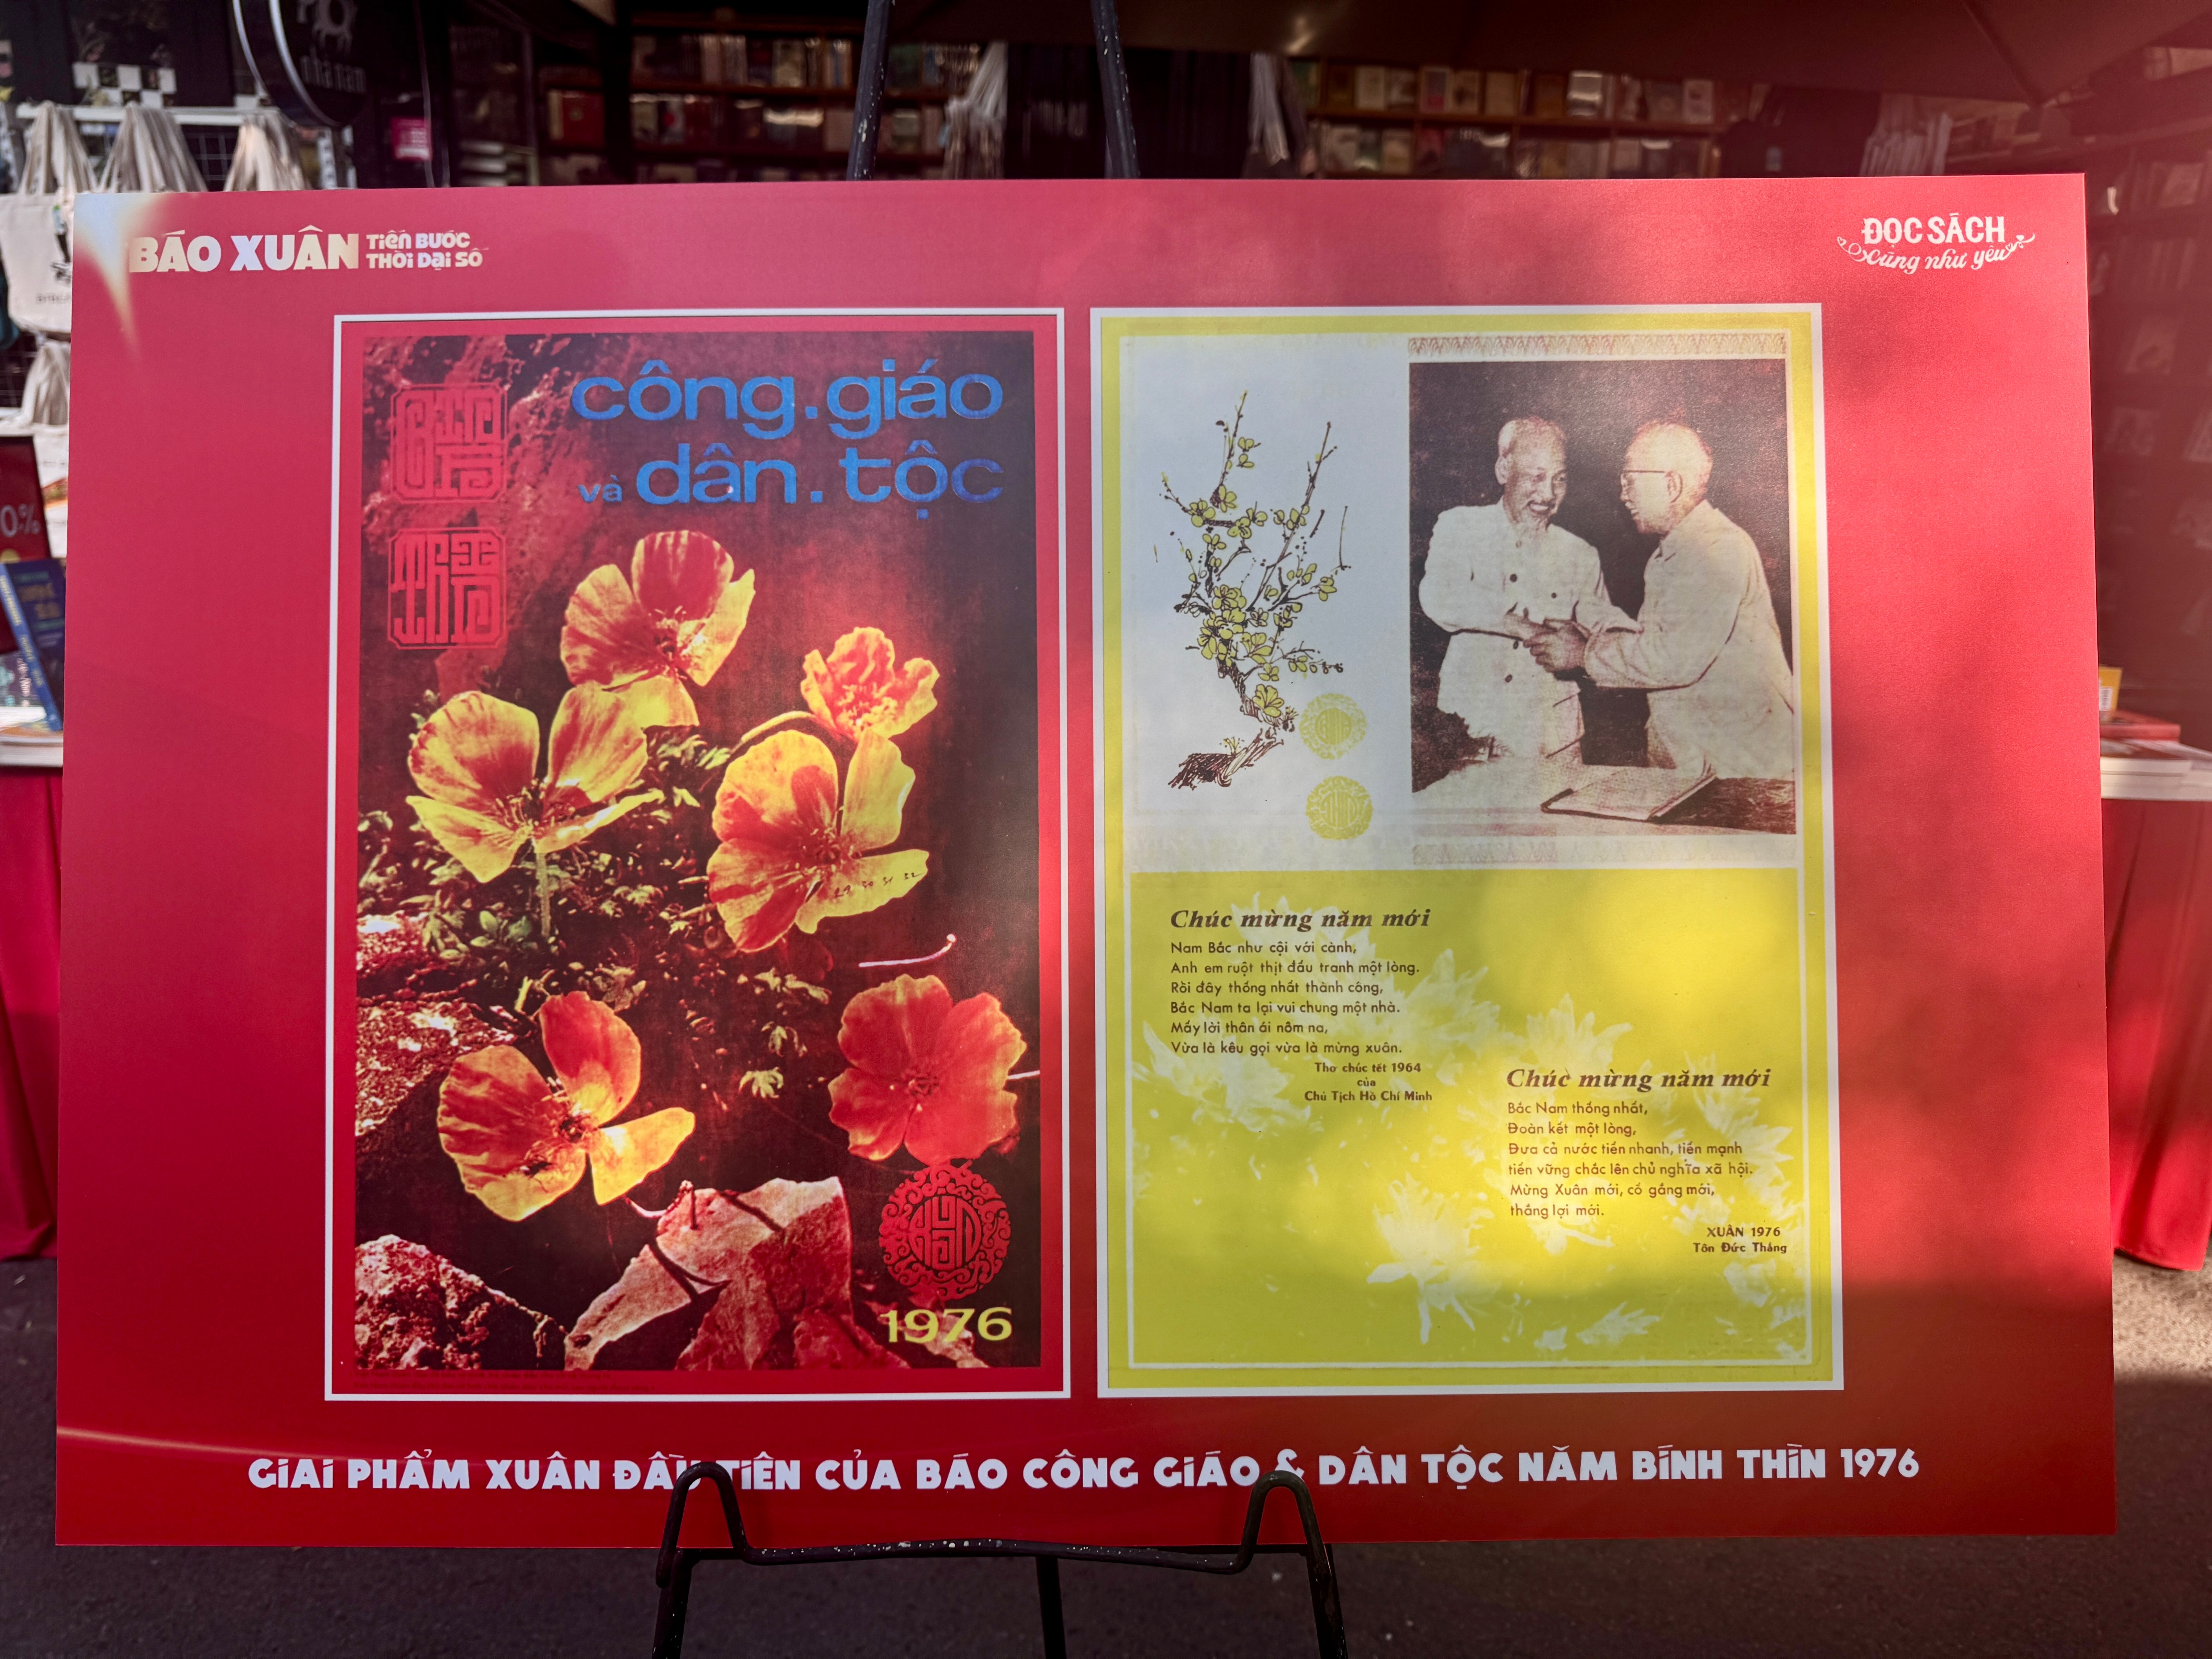 BÁO XUÂN TIẾN BƯỚC
THỜI ĐẠI SỐ
ĐỌC SÁCH
cũng như yêu
công.giáo
và dân.tộc
29 30 31 32
1976
Chúc mừng năm mới
Nam Bắc như cội với cành,
Anh em ruột thịt đấu tranh một lòng.
Rồi đây thống nhất thành công,
Bắc Nam ta lại vui chung một nhà.
Mấy lời thân ái nôm na,
Vừa là kêu gọi vừa là mừng xuân.
Thơ chúc tết 1964
của
Chủ Tịch Hồ Chí Minh
Chúc mừng năm mới
Bắc Nam thống nhất,
Đoàn kết một lòng,
Đưa cả nước tiến nhanh, tiến mạnh
tiến vững chắc lên chủ nghĩa xã hội.
Mừng Xuân mới, cố gắng mới,
thắng lợi mới.
XUÂN 1976
Tôn Đức Thắng
GIAI PHẨM XUÂN ĐẦU TIÊN CỦA BÁO CÔNG GIÁO & DÂN TỘC NĂM BÍNH THÌN 1976